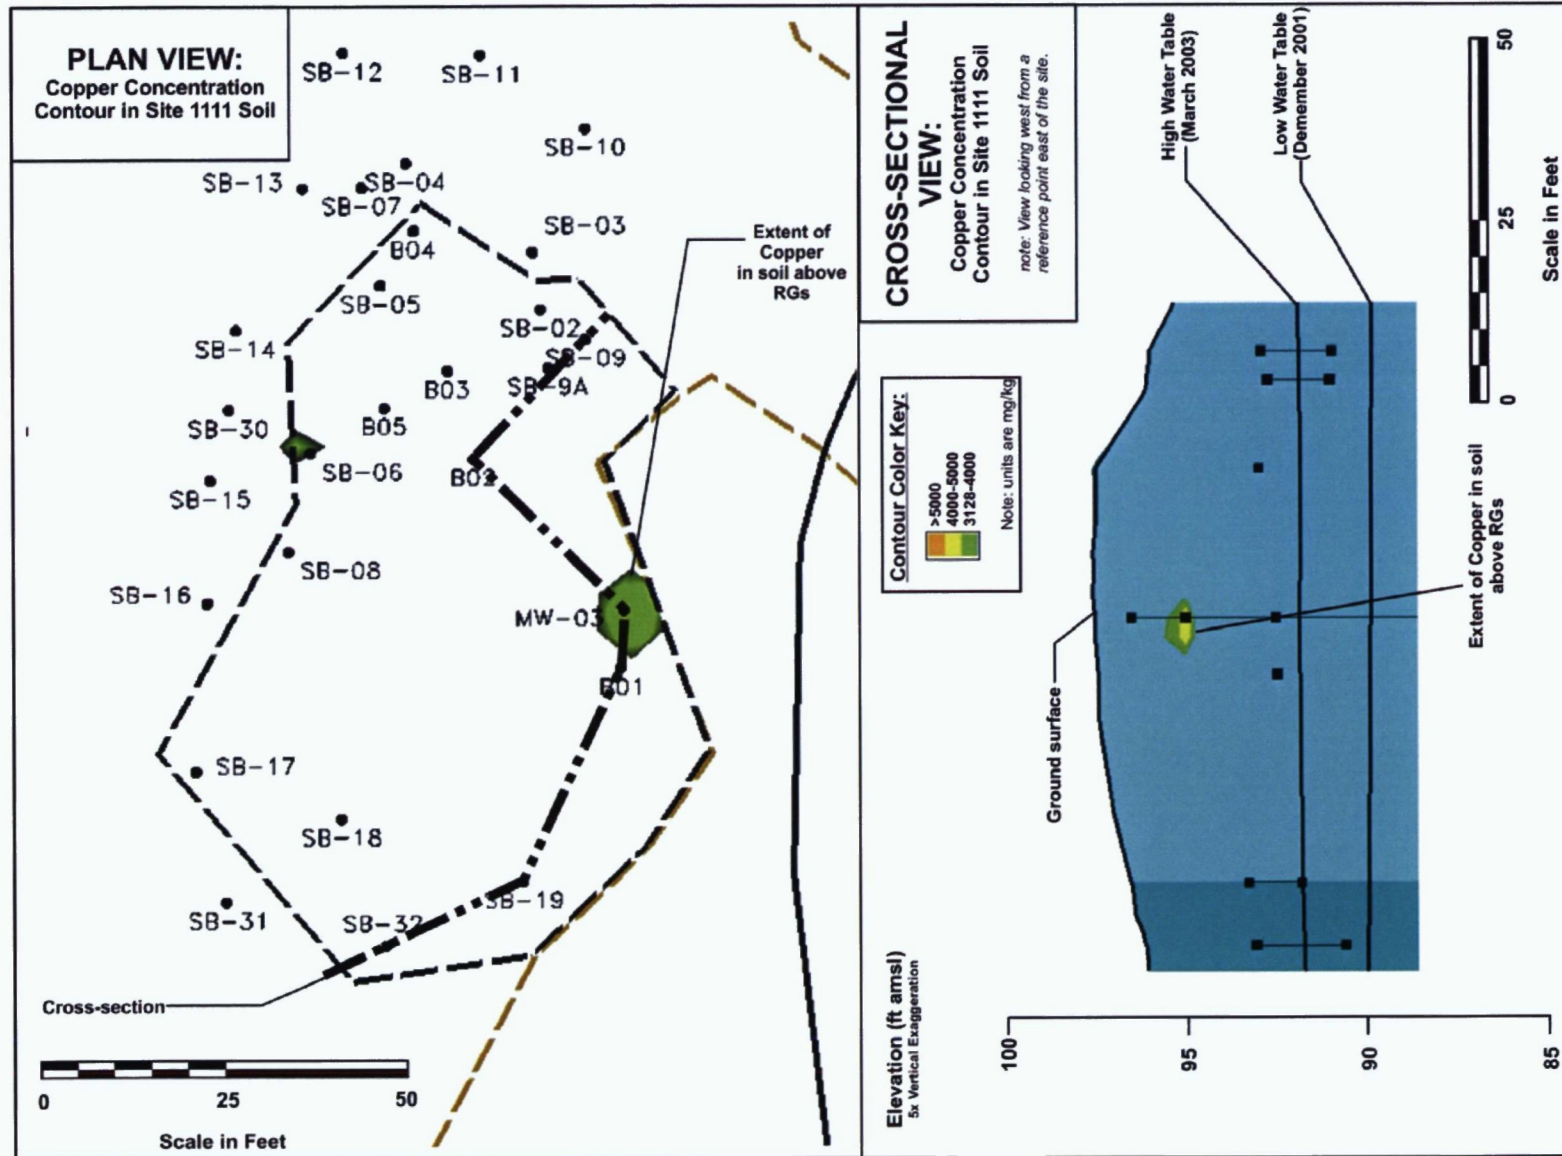 PLAN VIEW:
Copper Concentration
Contour in Site 1111 Soil
SB-12
SB-11
SB-10
SB-13
SB-04
SB-07
B04
SB-03
SB-05
SB-02
SB-14
SB-09
SB-9A
B03
SB-30
B05
SB-06
B02
SB-15
SB-08
SB-16
MW-03
B01
SB-17
SB-18
SB-19
SB-31
SB-32
Extent of
Copper
in soil above
RGs
Cross-section
0 25 50
Scale in Feet
CROSS-SECTIONAL
VIEW:
Copper Concentration
Contour in Site 1111 Soil
note: View looking west from a
reference point east of the site.
Contour Color Key:
>5000
4000-5000
3128-4000
Note: units are mg/kg
High Water Table
(March 2003)
Low Water Table
(Demember 2001)
50
25
0
Scale in Feet
Extent of Copper in soil
above RGs
Ground surface
Elevation (ft amsl)
5x Vertical Exaggeration
100
95
90
85